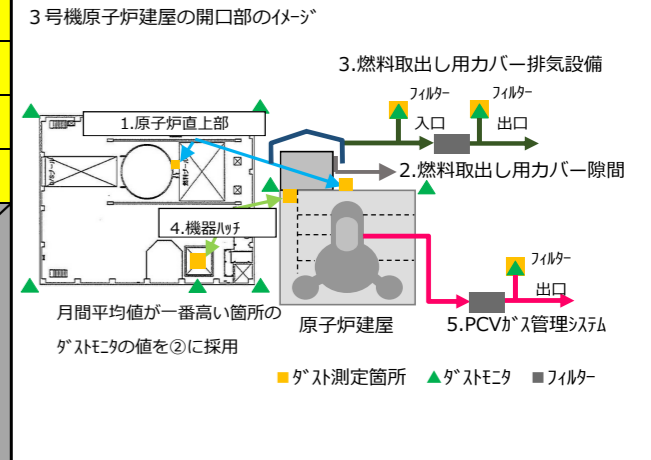 ３号機原子炉建屋の開口部のｲﾒｰｼﾞ
3.燃料取出し用カバー排気設備
ﾌｨﾙﾀｰ
ﾌｨﾙﾀｰ
1.原子炉直上部
入口
出口
2.燃料取出し用カバー隙間
4.機器ﾊｯﾁ
ﾌｨﾙﾀｰ
出口
月間平均値が一番高い箇所の
ﾀﾞｽﾄﾓﾆﾀの値を②に採用
原子炉建屋
5.PCVｶﾞｽ管理ｼｽﾃﾑ
■ﾀﾞｽﾄ測定箇所 ▲ﾀﾞｽﾄﾓﾆﾀ ■ﾌｨﾙﾀｰ